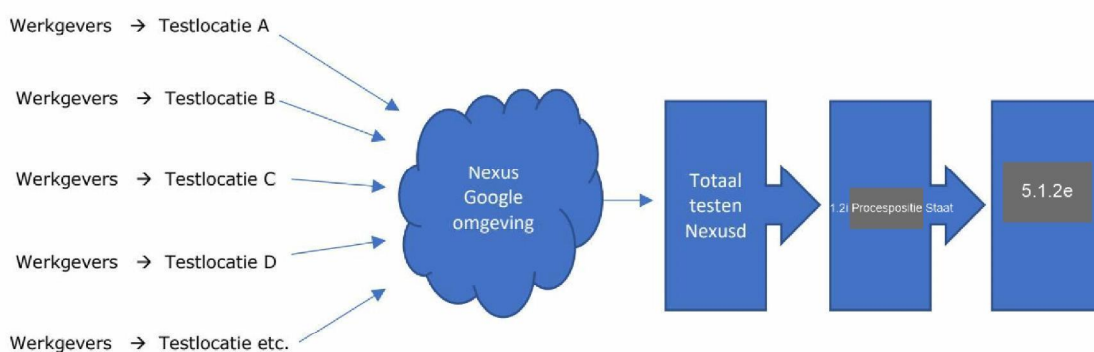 Werkgevers → Testlocatie A
Werkgevers → Testlocatie B
Werkgevers → Testlocatie C
Werkgevers → Testlocatie D
Werkgevers → Testlocatie etc.
Nexus
Google
omgeving
Totaal
testen
Nexusd
1.2i Procespositie Staat
5.1.2e